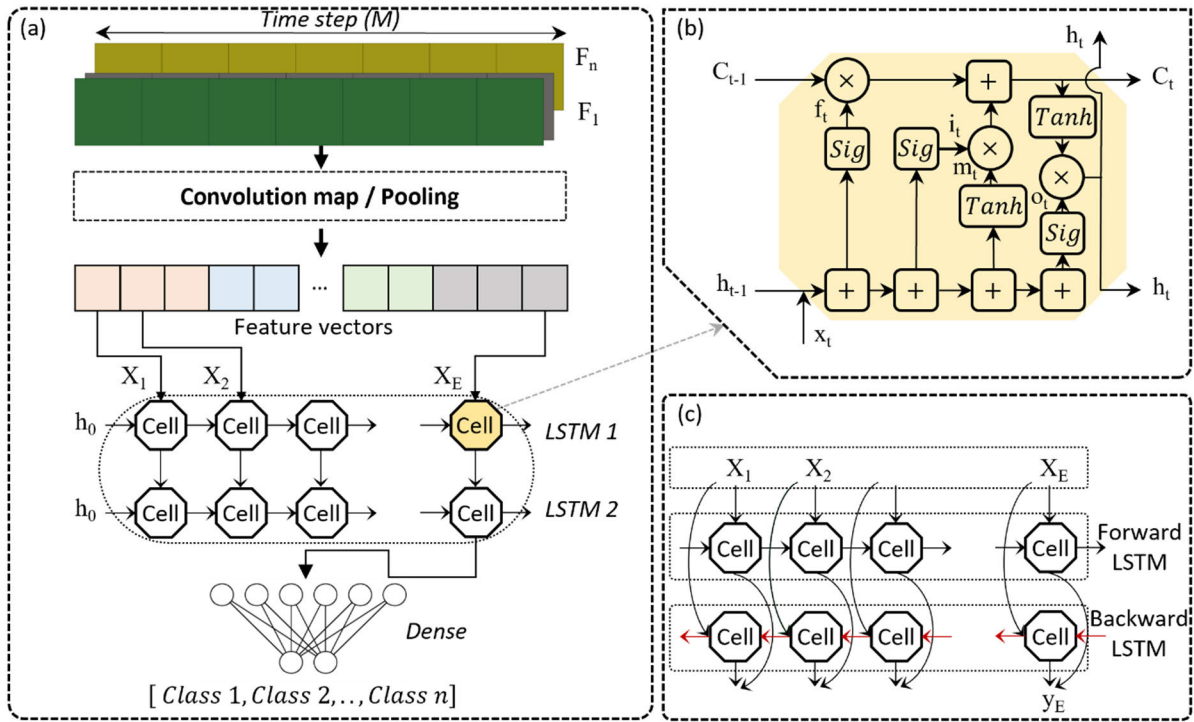 (a)
Time step (M)
Fn
F1
Convolution map / Pooling
...
Feature vectors
X1 X2 XE
h0 Cell Cell Cell Cell LSTM 1
h0 Cell Cell Cell Cell LSTM 2
Dense
[ Class 1, Class 2, . . , Class n]
(b)
ht
Ct-1 × + Ct
ft it Tanh
Sig Sig × mt
× ot
Tanh Sig
ht-1 + + + + ht
xt
(c)
X1 X2 XE
Cell Cell Cell Cell Forward
LSTM
Cell Cell Cell Cell Backward
LSTM
yE